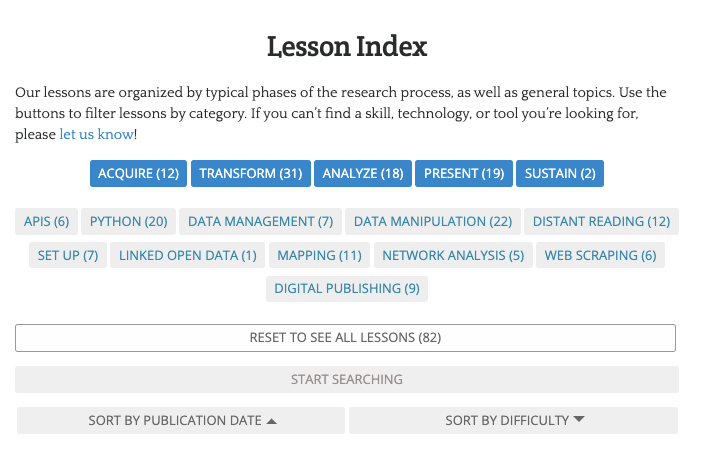 Lesson Index
Our lessons are organized by typical phases of the research process, as well as general topics. Use the
buttons to filter lessons by category. If you can't find a skill, technology, or tool you're looking for,
please let us know!
ACQUIRE (12) TRANSFORM (31) ANALYZE (18) PRESENT (19) SUSTAIN (2)
APIS (6) PYTHON (20) DATA MANAGEMENT (7) DATA MANIPULATION (22) DISTANT READING (12)
SET UP (7) LINKED OPEN DATA (1) MAPPING (11) NETWORK ANALYSIS (5) WEB SCRAPING (6)
DIGITAL PUBLISHING (9)
RESET TO SEE ALL LESSONS (82)
START SEARCHING
SORT BY PUBLICATION DATE SORT BY DIFFICULTY